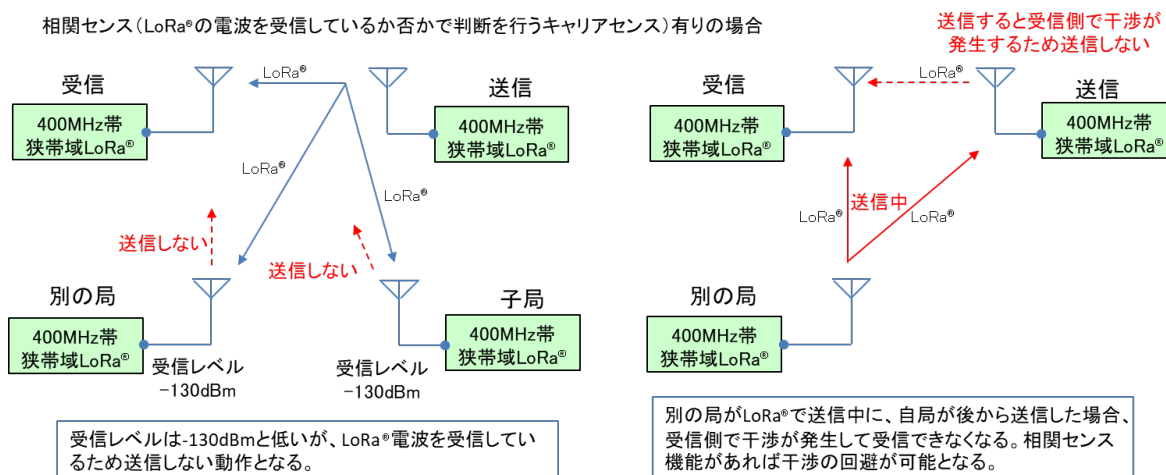 相関センス(LoRa®の電波を受信しているか否かで判断を行うキャリアセンス)有りの場合
受信
LoRa®
送信
400MHz帯
狭帯域LoRa®
400MHz帯
狭帯域LoRa®
LoRa®
LoRa®
送信しない
送信しない
別の局
子局
400MHz帯
狭帯域LoRa®
400MHz帯
狭帯域LoRa®
受信レベル
-130dBm
受信レベル
-130dBm
受信レベルは-130dBmと低いが、LoRa®電波を受信してい
るため送信しない動作となる。
送信すると受信側で干渉が
発生するため送信しない
受信
LoRa®
送信
400MHz帯
狭帯域LoRa®
400MHz帯
狭帯域LoRa®
送信中
LoRa®
LoRa®
別の局
400MHz帯
狭帯域LoRa®
別の局がLoRa®で送信中に、自局が後から送信した場合、
受信側で干渉が発生して受信できなくなる。相関センス
機能があれば干渉の回避が可能となる。